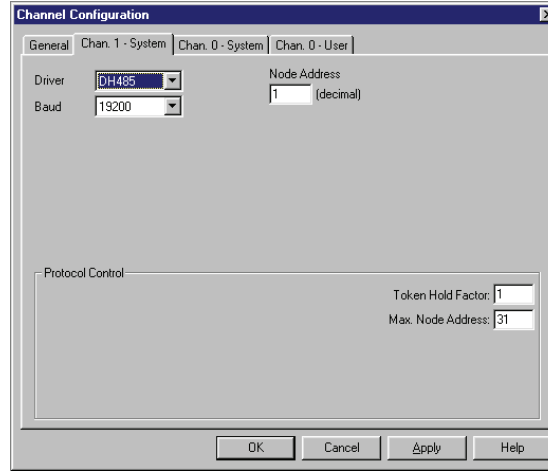 Channel Configuration
General Chan. 1 - System Chan. 0 - System Chan. 0 - User
Driver DH485 Node Address
1 (decimal)
Baud 19200
Protocol Control
Token Hold Factor: 1
Max. Node Address: 31
OK Cancel Apply Help